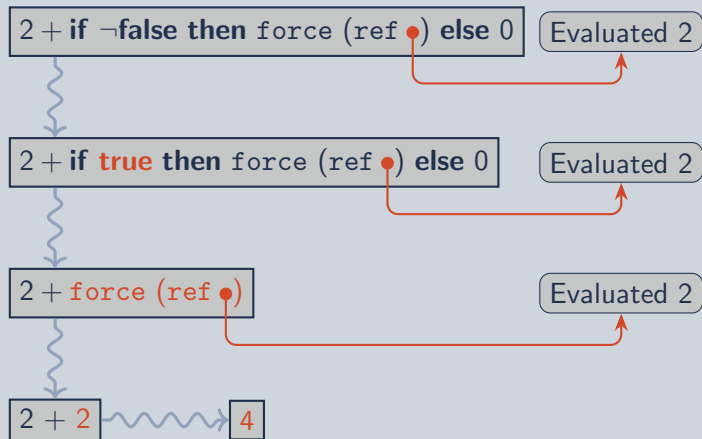 2 + if ¬false then force (ref •) else 0 Evaluated 2
2 + if true then force (ref •) else 0 Evaluated 2
2 + force (ref •) Evaluated 2
2 + 2 4